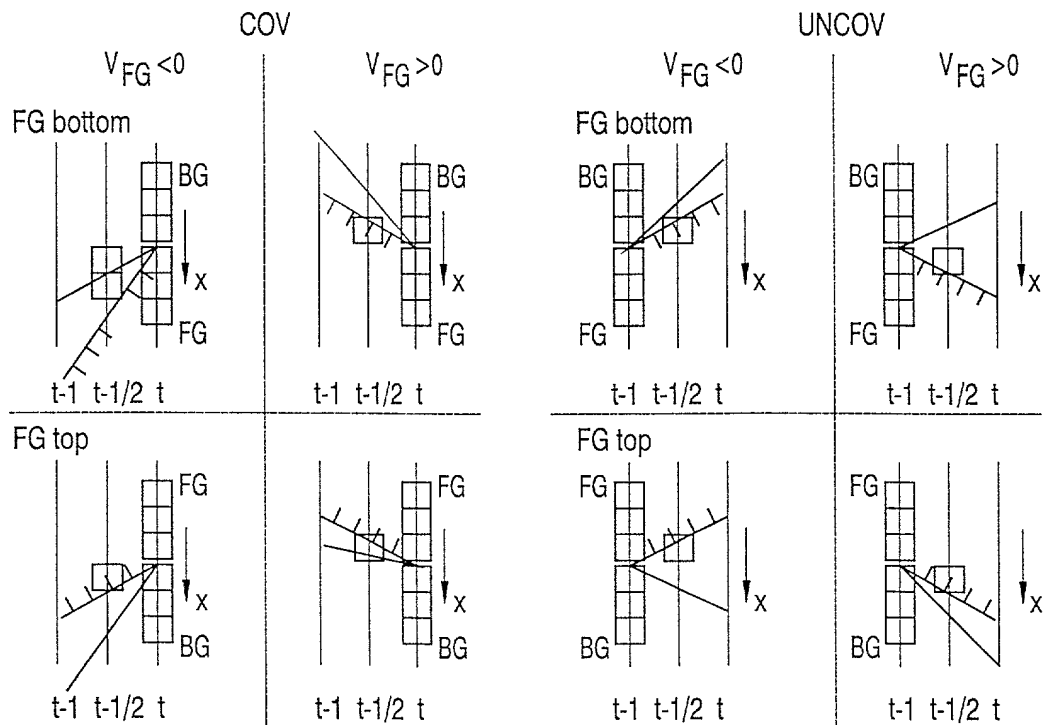 COV
UNCOV
V_FG <0
V_FG >0
V_FG <0
V_FG >0
FG bottom
FG bottom
BG
BG
BG
BG
X
X
X
X
FG
FG
FG
FG
t-1 t-1/2 t
t-1 t-1/2 t
t-1 t-1/2 t
t-1 t-1/2 t
FG top
FG top
FG
FG
FG
FG
X
X
X
X
BG
BG
BG
BG
t-1 t-1/2 t
t-1 t-1/2 t
t-1 t-1/2 t
t-1 t-1/2 t